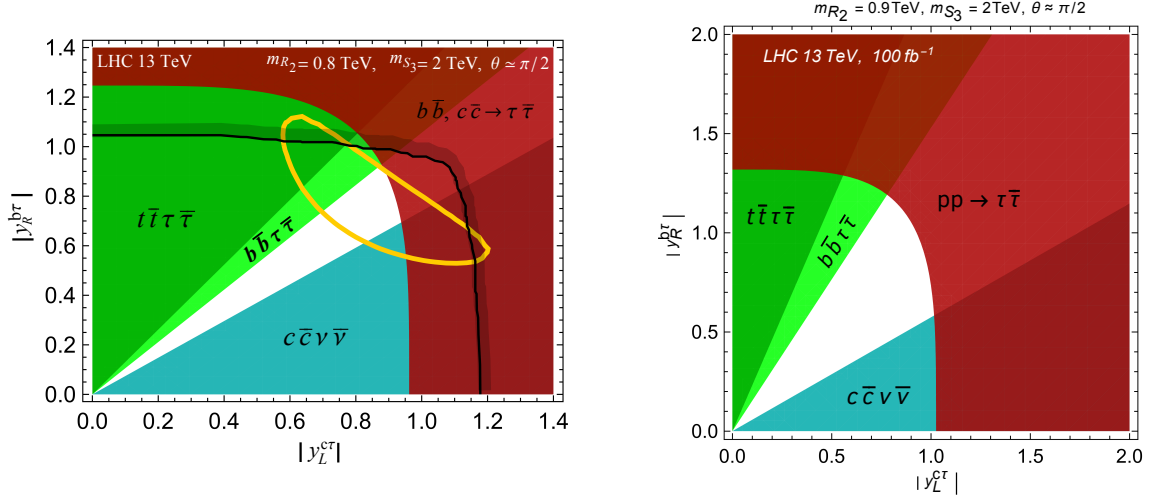 LHC 13 TeV
m_{R_2} = 0.8 TeV, m_{S_3} = 2 TeV, θ ≃ π/2
b b̅, c c̅ → τ τ̅
t t̅ τ τ̅
b b̅ τ τ̅
c c̅ ν ν̅
|y_R^{bτ}|
1.4
1.2
1.0
0.8
0.6
0.4
0.2
0.0
0.0 0.2 0.4 0.6 0.8 1.0 1.2 1.4
|y_L^{cτ}|
m_{R_2} = 0.9 TeV, m_{S_3} = 2 TeV, θ ≈ π/2
LHC 13 TeV, 100 fb⁻¹
pp → τ τ̅
t t̅ τ τ̅
b b̅ τ τ̅
c c̅ ν ν̅
|y_R^{bτ}|
2.0
1.5
1.0
0.5
0.0
0.0 0.5 1.0 1.5 2.0
|y_L^{cτ}|